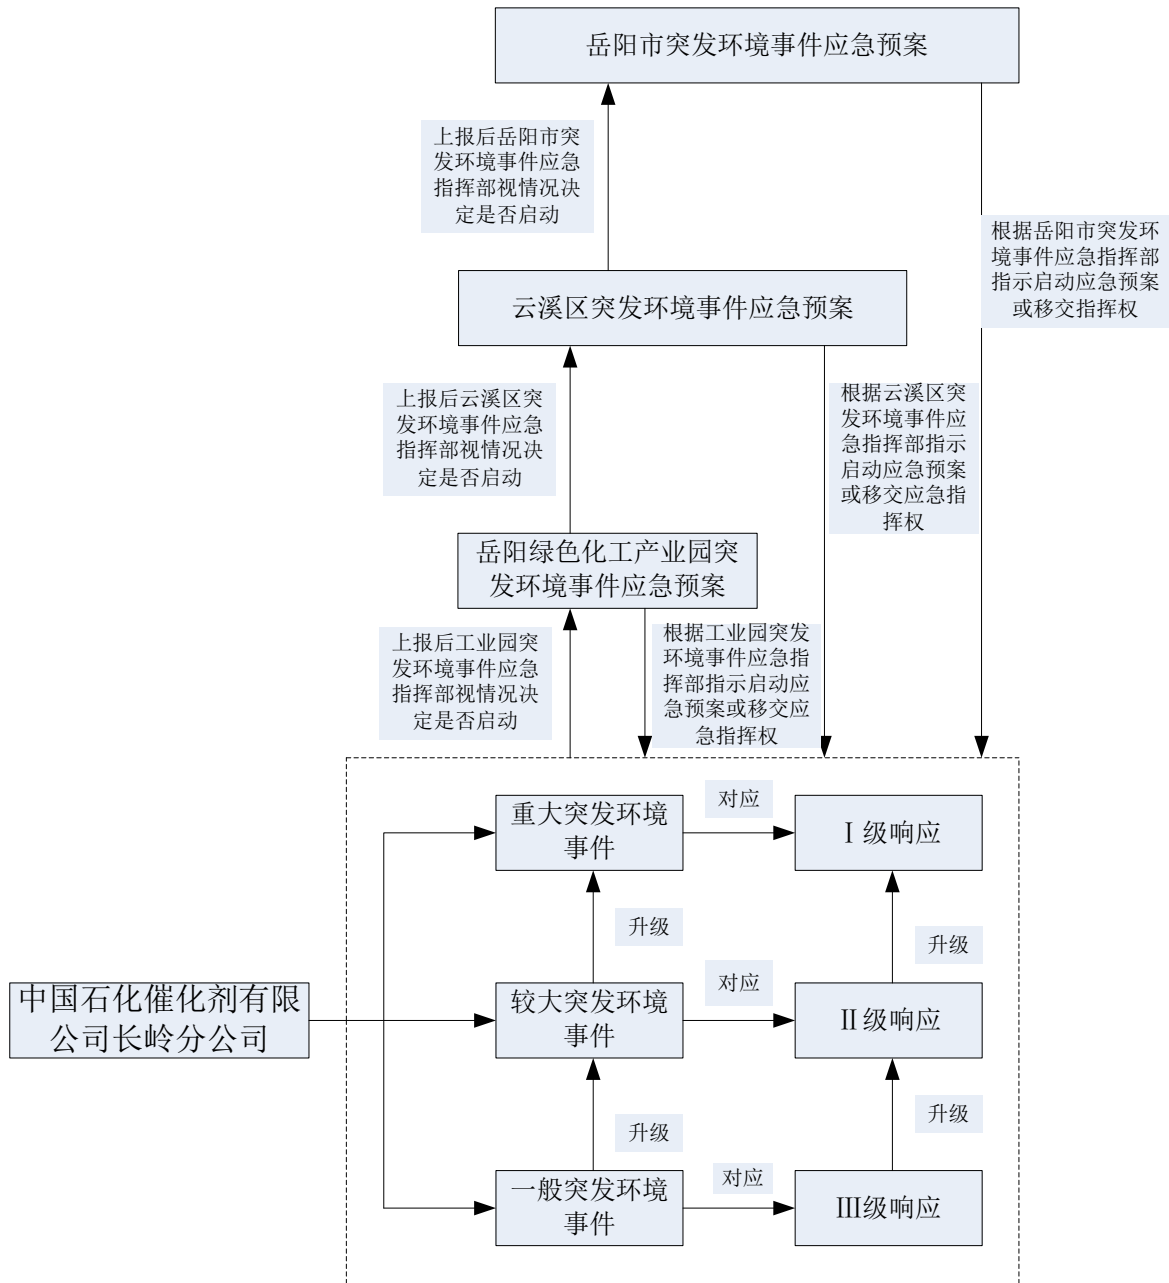 岳阳市突发环境事件应急预案
上报后岳阳市突
发环境事件应急
指挥部视情况决
定是否启动
根据岳阳市突发环
境事件应急指挥部
指示启动应急预案
或移交指挥权
云溪区突发环境事件应急预案
上报后云溪区突
发环境事件应急
指挥部视情况决
定是否启动
根据云溪区突
发环境事件应
急指挥部指示
启动应急预案
或移交应急指
挥权
岳阳绿色化工产业园突
发环境事件应急预案
上报后工业园突
发环境事件应急
指挥部视情况决
定是否启动
根据工业园突发
环境事件应急指
挥部指示启动应
急预案或移交应
急指挥权
重大突发环境
事件
对应
Ⅰ级响应
升级
升级
中国石化催化剂有限
公司长岭分公司
较大突发环境
事件
对应
Ⅱ级响应
升级
升级
一般突发环境
事件
对应
Ⅲ级响应